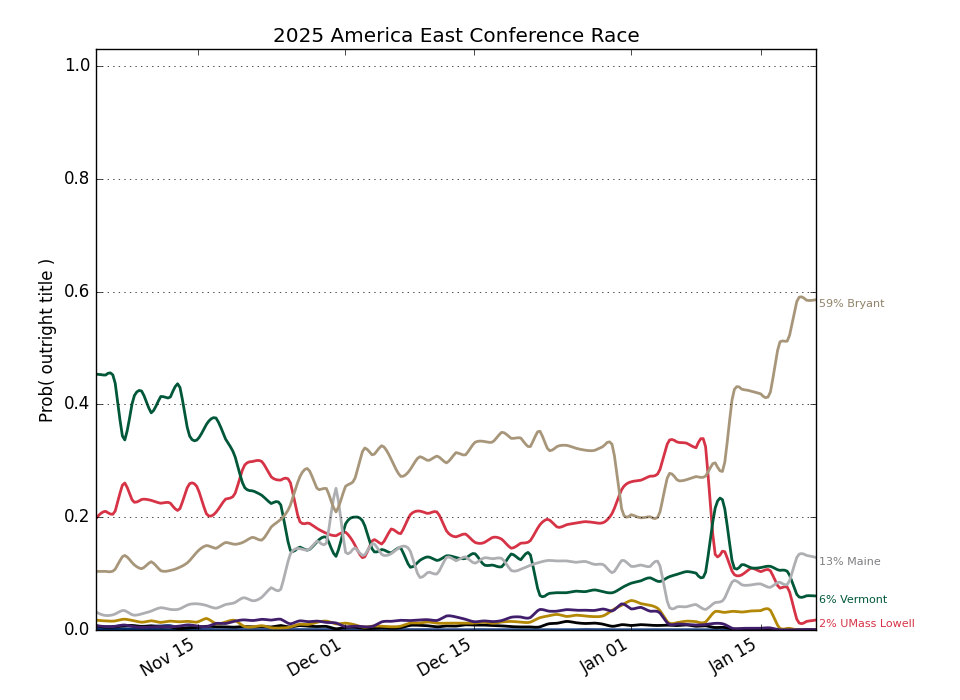 2025 America East Conference Race
1.0
0.8
0.6
0.4
0.2
0.0
Prob( outright title )
59% Bryant
13% Maine
6% Vermont
2% UMass Lowell
Nov 15
Dec 01
Dec 15
Jan 01
Jan 15